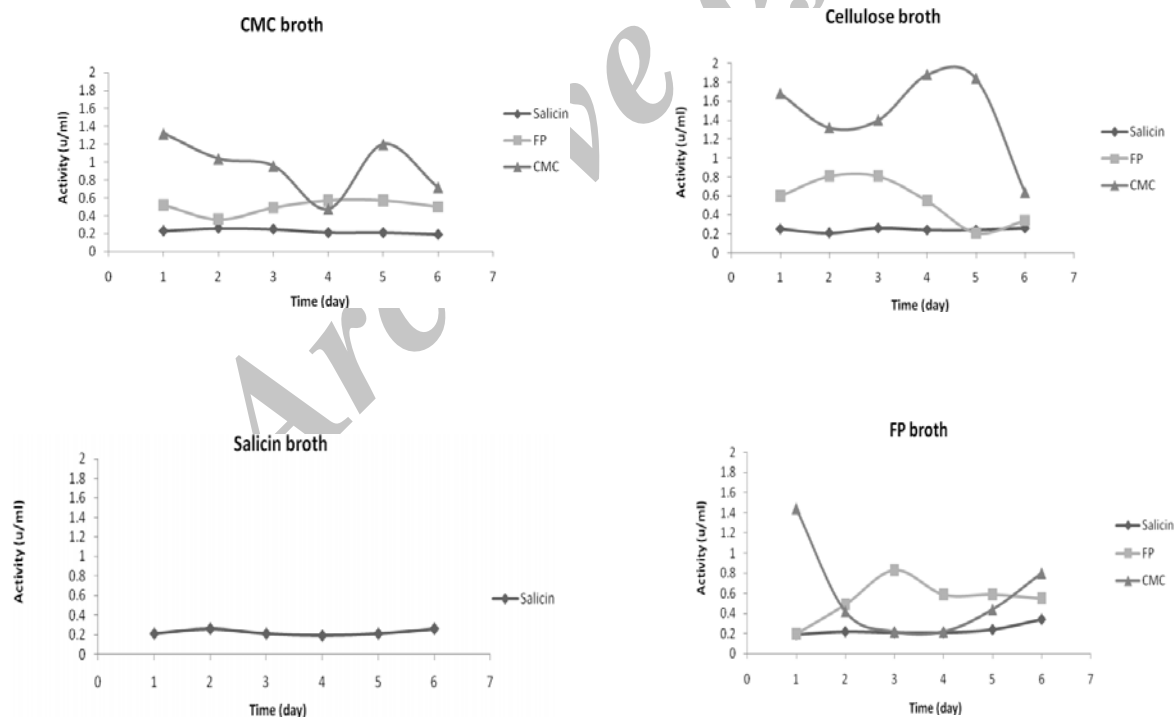 CMC broth
Activity (u/ml)
2
1.8
1.6
1.4
1.2
1
0.8
0.6
0.4
0.2
0
0 1 2 3 4 5 6 7
Time (day)
Salicin
FP
CMC
Cellulose broth
Activity (u/ml)
2
1.8
1.6
1.4
1.2
1
0.8
0.6
0.4
0.2
0
0 1 2 3 4 5 6 7
Time (day)
Salicin
FP
CMC
Salicin broth
Activity (u/ml)
2
1.8
1.6
1.4
1.2
1
0.8
0.6
0.4
0.2
0
0 1 2 3 4 5 6 7
Time (day)
Salicin
FP broth
Activity (u/ml)
2
1.8
1.6
1.4
1.2
1
0.8
0.6
0.4
0.2
0
0 1 2 3 4 5 6 7
Time (day)
Salicin
FP
CMC